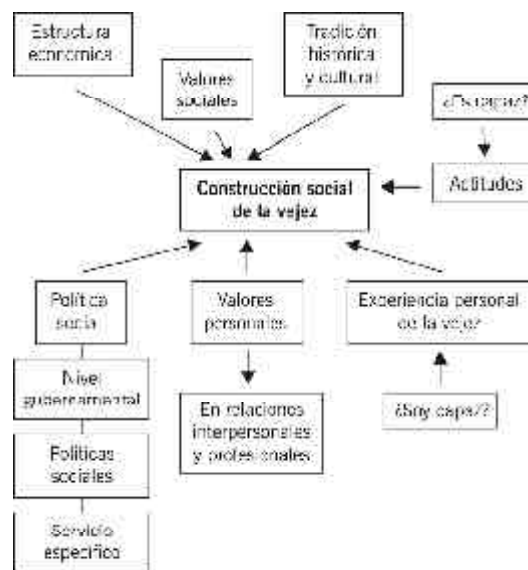 Estructura
económica
Valores
sociales
Tradición
histórica
y cultural
¿Es capaz?
Actitudes
Construcción social
de la vejez
Política
social
Valores
personales
Experiencia personal
de la vejez
Nivel
gubernamental
En relaciones
interpersonales
y profesionales
¿Soy capaz?
Políticas
sociales
Servicio
específico